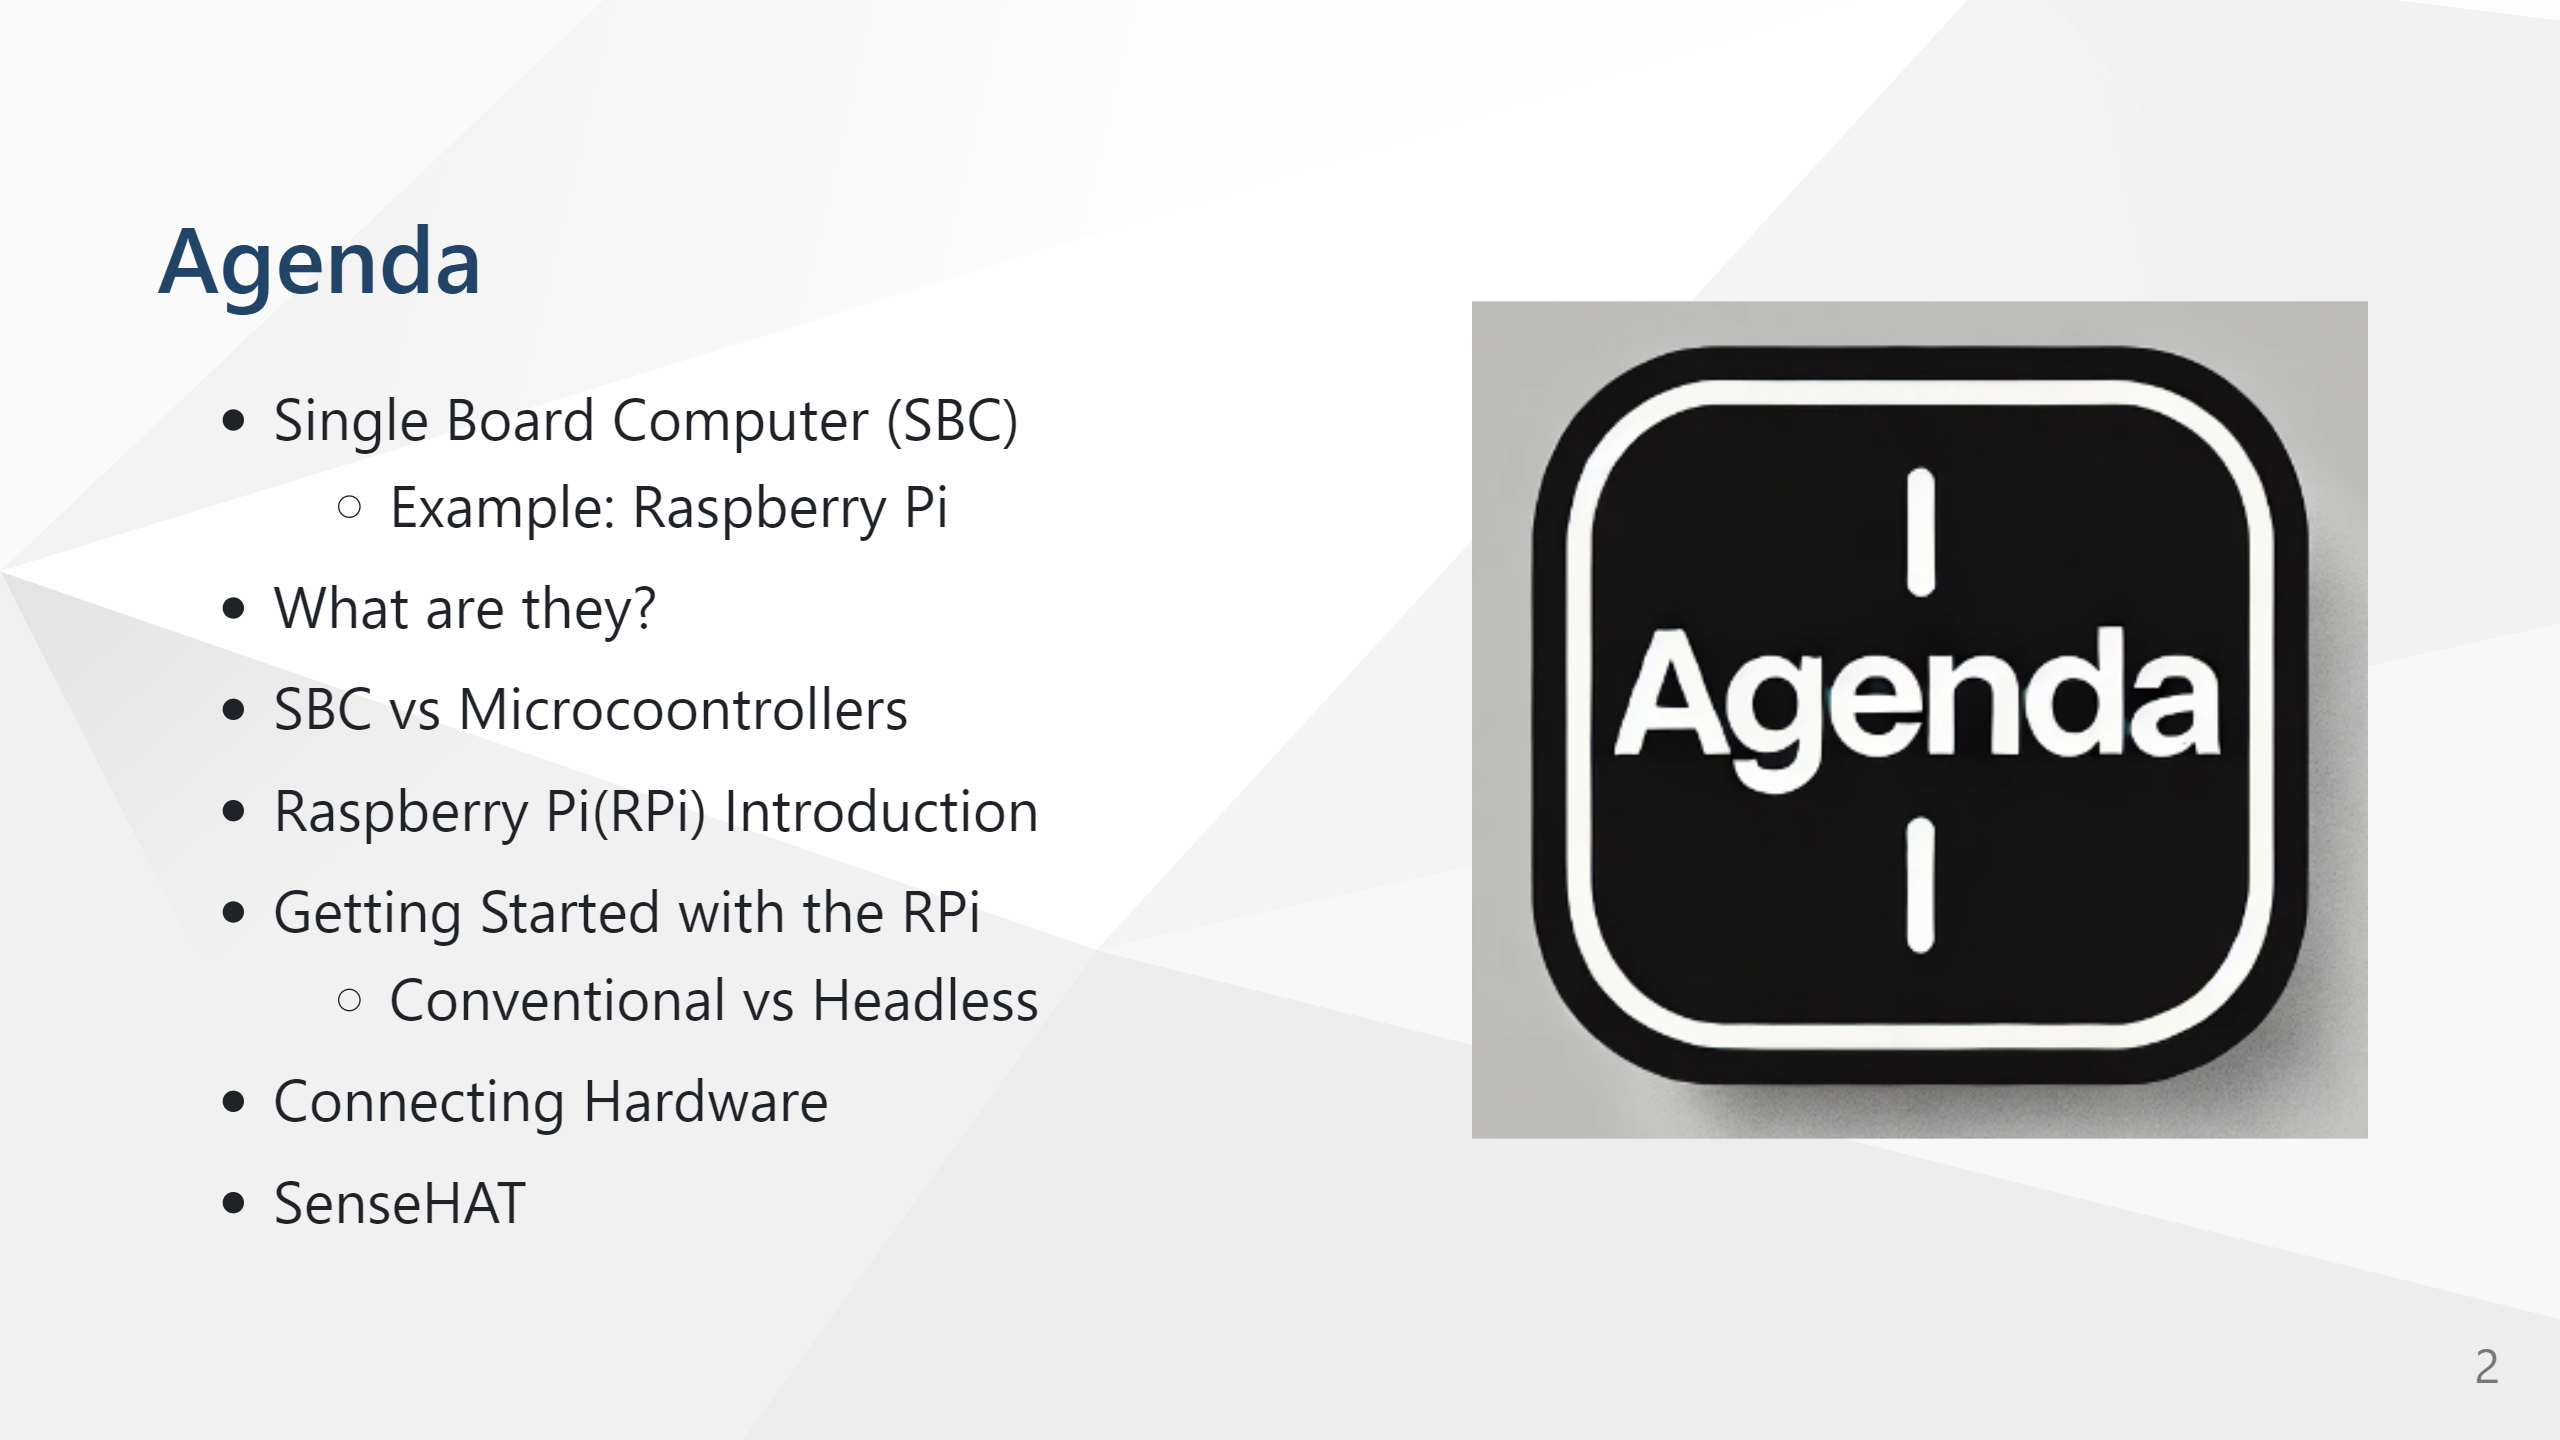 Agenda
• Single Board Computer (SBC)
○ Example: Raspberry Pi
• What are they?
• SBC vs Microcoontrollers
• Raspberry Pi(RPi) Introduction
• Getting Started with the RPi
○ Conventional vs Headless
• Connecting Hardware
• SenseHAT
Agenda
2